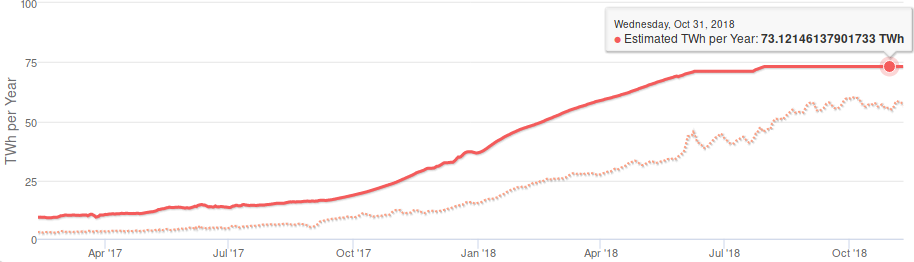 100
Wednesday, Oct 31, 2018
Estimated TWh per Year: 73.12146137901733 TWh
75
TWh per Year
50
25
0
Apr '17 Jul '17 Oct '17 Jan '18 Apr '18 Jul '18 Oct '18